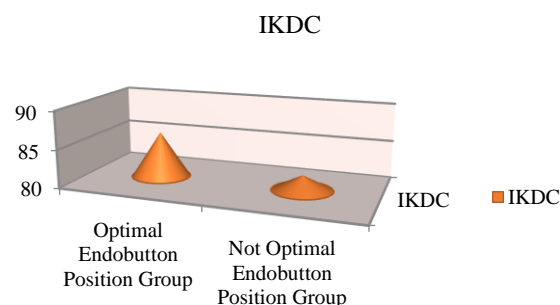 IKDC
90
85
80
IKDC
IKDC
Optimal
Endobutton
Position Group
Not Optimal
Endobutton
Position Group